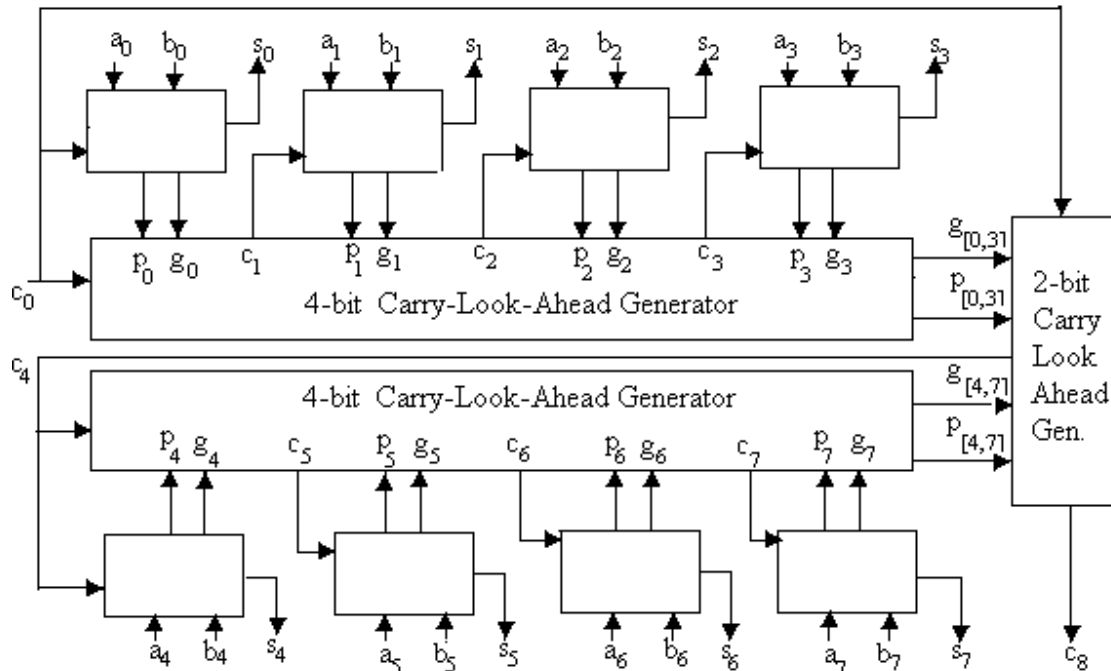 a0 b0 s0 a1 b1 s1 a2 b2 s2 a3 b3 s3
p0 g0 c1 p1 g1 c2 p2 g2 c3 p3 g3
c0
4-bit Carry-Look-Ahead Generator
g[0,3]
p[0,3]
2-bit
Carry
Look
Ahead
Gen.
c4
4-bit Carry-Look-Ahead Generator
g[4,7]
p[4,7]
p4 g4 c5 p5 g5 c6 p6 g6 c7 p7 g7
a4 b4 s4 a5 b5 s5 a6 b6 s6 a7 b7 s7 c8